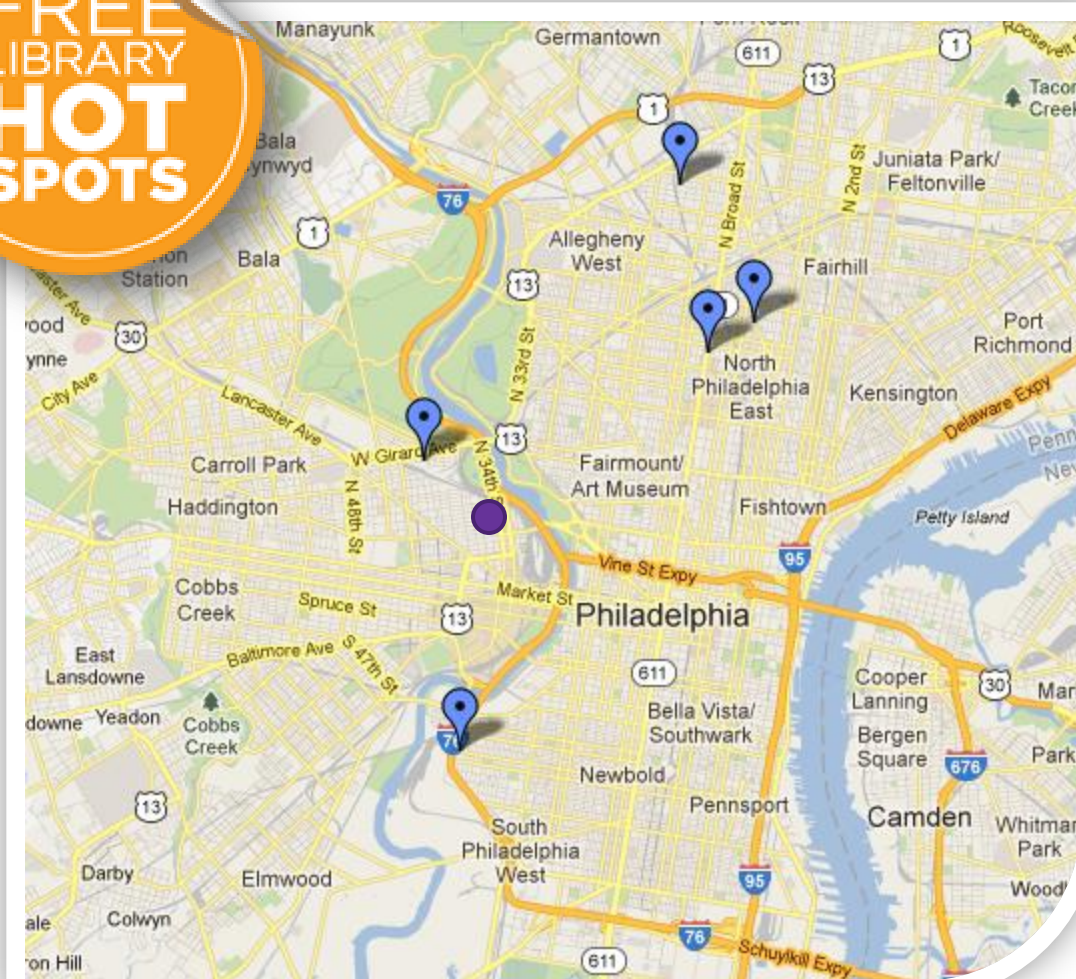 FREE
LIBRARY
HOT
SPOTS
Manayunk
Germantown
611
1
13
1
Juniata Park/
Feltonville
N 2nd St
N Broad St
76
1
Bala
Station
Allegheny
West
Fairhill
13
30
City Ave
Lancaster Ave
N 33rd St
Port
Richmond
North
Philadelphia
East
Kensington
Delaware Expy
W Girard Ave
13
N 34th St
Carroll Park
Haddington
N 48th St
Fairmount/
Art Museum
Fishtown
Petty Island
95
Vine St Expy
Market St
Philadelphia
Cobbs
Creek
Spruce St
13
Baltimore Ave
S 47th St
East
Lansdowne
Yeadon
Cobbs
Creek
611
Bella Vista/
Southwark
Cooper
Lanning
30
Bergen
Square
Park
676
76
Newbold
Pennsport
Camden
13
South
Philadelphia
West
Park
Darby
Elmwood
95
Colwyn
76
Schuylkill Expy
611